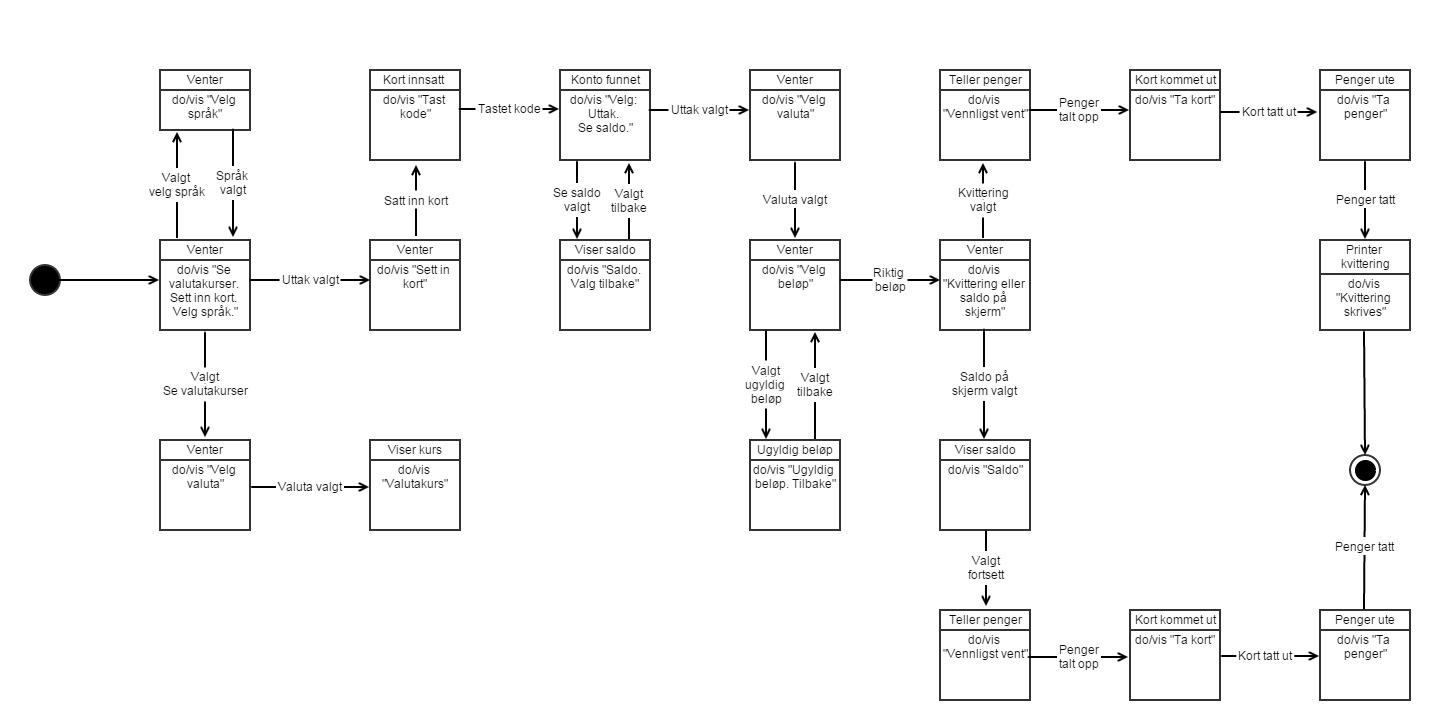 Venter
do/vis "Velg
språk"
Kort innsatt
do/vis "Tast
kode"
Tastet kode
Konto funnet
do/vis "Velg:
Uttak.
Se saldo."
Uttak valgt
Venter
do/vis "Velg
valuta"
Teller penger
do/vis
"Vennligst vent"
Penger
talt opp
Kort kommet ut
do/vis "Ta kort"
Kort tatt ut
Penger ute
do/vis "Ta
penger"
Valgt
velg språk
Språk
valgt
Satt inn kort
Se saldo
valgt
Valgt
tilbake
Valuta valgt
Kvittering
valgt
Penger tatt
Venter
do/vis "Se
valutakurser.
Sett inn kort.
Velg språk."
Uttak valgt
Venter
do/vis "Sett in
kort"
Viser saldo
do/vis "Saldo.
Valg tilbake"
Venter
do/vis "Velg
beløp"
Riktig
beløp
Venter
do/vis
"Kvittering eller
saldo på
skjerm"
Printer
kvittering
do/vis
"Kvittering
skrives"
Valgt
Se valutakurser
Valgt
ugyldig
beløp
Valgt
tilbake
Saldo på
skjerm valgt
Venter
do/vis "Velg
valuta"
Valuta valgt
Viser kurs
do/vis
"Valutakurs"
Ugyldig beløp
do/vis "Ugyldig
beløp. Tilbake"
Viser saldo
do/vis "Saldo"
Valgt
fortsett
Penger tatt
Teller penger
do/vis
"Vennligst vent"
Penger
talt opp
Kort kommet ut
do/vis "Ta kort"
Kort tatt ut
Penger ute
do/vis "Ta
penger"